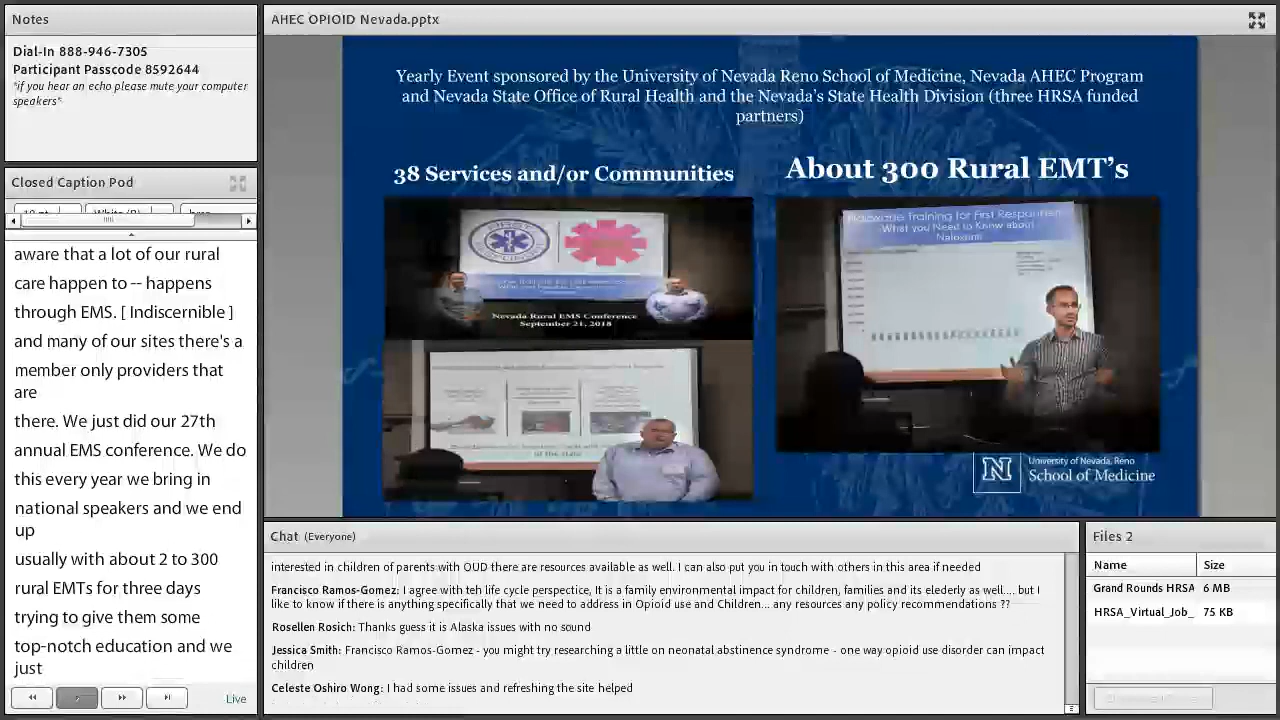 Notes
Dial-In 888-946-7305
Participant Passcode 8592644
*if you hear an echo please mute your computer
speakers*
Closed Caption Pod
aware that a lot of our rural
care happen to -- happens
through EMS. [ Indiscernible ]
and many of our sites there's a
member only providers that
are
there. We just did our 27th
annual EMS conference. We do
this every year we bring in
national speakers and we end
up
usually with about 2 to 300
rural EMTs for three days
trying to give them some
top-notch education and we
just
Live
AHEC OPIOID Nevada.pptx
Yearly Event sponsored by the University of Nevada Reno School of Medicine, Nevada AHEC Program
and Nevada State Office of Rural Health and the Nevada's State Health Division (three HRSA funded
partners)
38 Services and/or Communities
About 300 Rural EMT's
Nevada Rural EMS Conference
September 21, 2018
Naloxone Training for First Responders
What you Need to Know about
Naloxone
of the state
N
University of Nevada, Reno
School of Medicine
Chat (Everyone)
interested in children of parents with OUD there are resources available as well. I can also put you in touch with others in this area if needed
Francisco Ramos-Gomez: I agree with teh life cycle perspectice, It is a family environmental impact for children, families and its elederly as well.... but I
like to know if there is anything specifically that we need to address in Opioid use and Children... any resources any policy recommendations ??
Rosellen Rosich: Thanks guess it is Alaska issues with no sound
Jessica Smith: Francisco Ramos-Gomez - you might try researching a little on neonatal abstinence syndrome - one way opioid use disorder can impact
children
Celeste Oshiro Wong: I had some issues and refreshing the site helped
Files 2
Name Size
Grand Rounds HRSA 6 MB
HRSA_Virtual_Job_ 75 KB